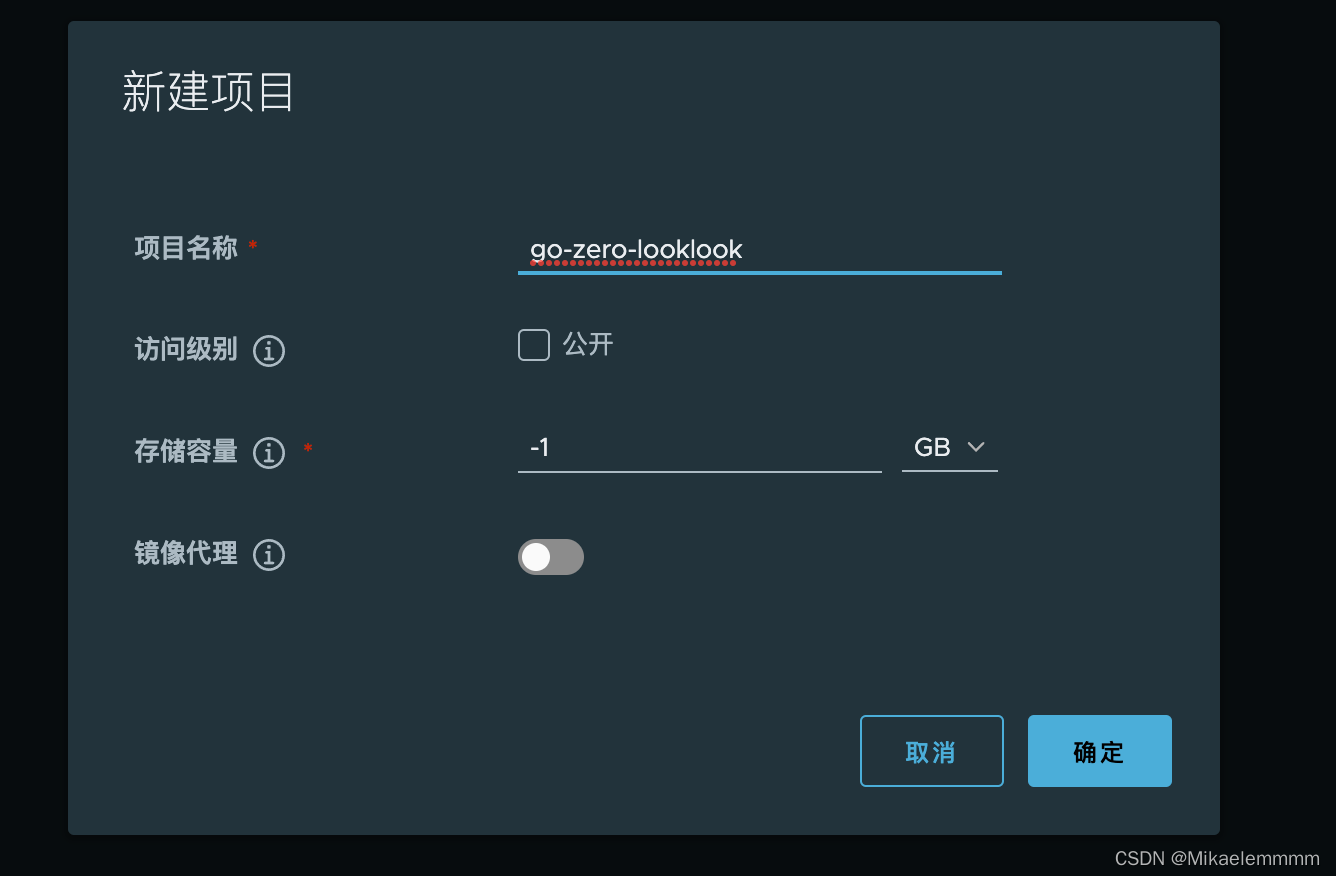 新建项目
项目名称 * go-zero-looklook
访问级别 公开
存储容量 * -1 GB
镜像代理
取消 确定
CSDN @Mikaelemmmm